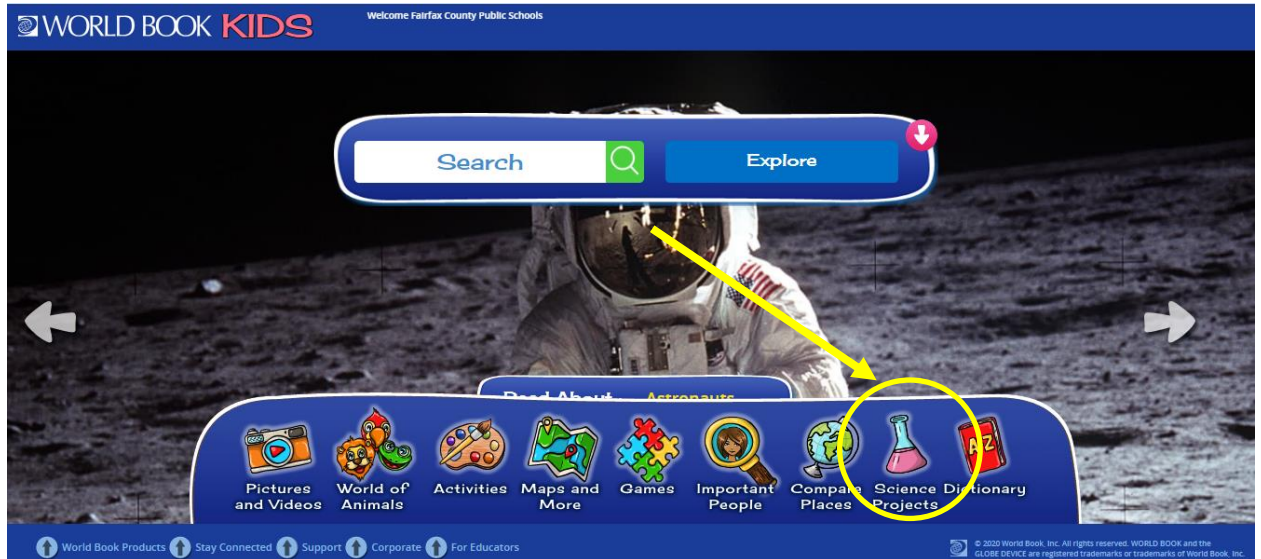 WORLD BOOK KIDS
Welcome Fairfax County Public Schools
Search
Explore
Read About... Astronauts
Pictures and Videos
World of Animals
Activities
Maps and More
Games
Important People
Compare Places
Science Projects
A Z
Dictionary
World Book Products Stay Connected Support Corporate For Educators
© 2020 World Book, Inc. All rights reserved. WORLD BOOK and the
GLOBE DEVICE are registered trademarks or trademarks of World Book, Inc.